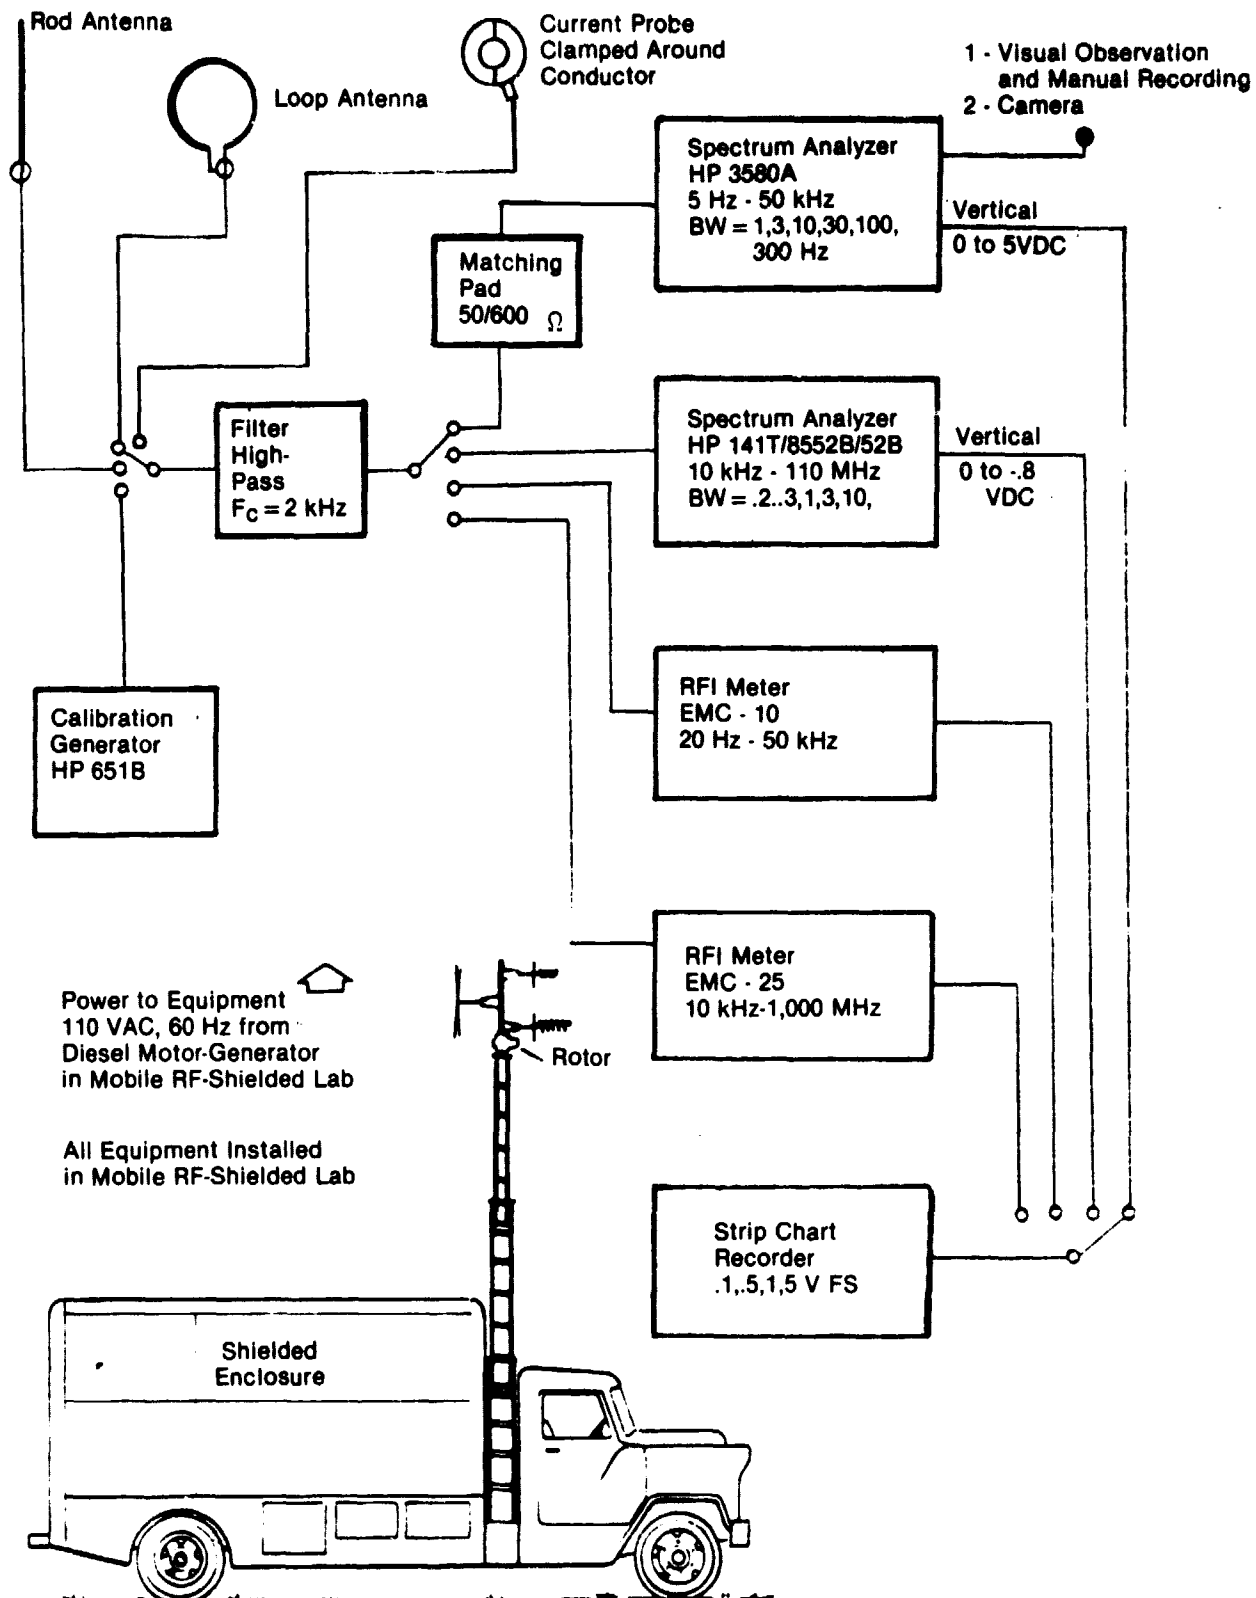 Rod Antenna
Loop Antenna
Current Probe
Clamped Around
Conductor
1 - Visual Observation
and Manual Recording
2 - Camera
Spectrum Analyzer
HP 3580A
5 Hz - 50 kHz
BW = 1,3,10,30,100,
300 Hz
Vertical
0 to 5VDC
Matching
Pad
50/600 Ω
Filter
High-
Pass
FC = 2 kHz
Spectrum Analyzer
HP 141T/8552B/52B
10 kHz - 110 MHz
BW = .2..3,1,3,10,
Vertical
0 to -.8
VDC
RFI Meter
EMC - 10
20 Hz - 50 kHz
Calibration
Generator
HP 651B
RFI Meter
EMC - 25
10 kHz-1,000 MHz
Power to Equipment
110 VAC, 60 Hz from
Diesel Motor-Generator
in Mobile RF-Shielded Lab
Rotor
All Equipment Installed
in Mobile RF-Shielded Lab
Strip Chart
Recorder
.1,.5,1,5 V FS
Shielded
Enclosure